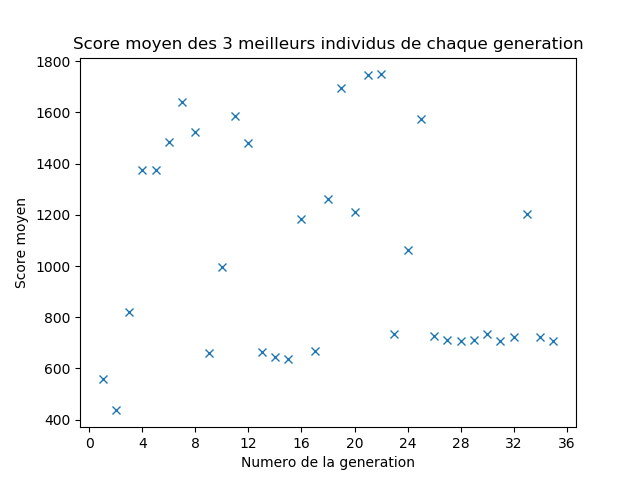 Score moyen des 3 meilleurs individus de chaque generation
1800
1600
1400
1200
1000
800
600
400
Score moyen
0 4 8 12 16 20 24 28 32 36
Numero de la generation